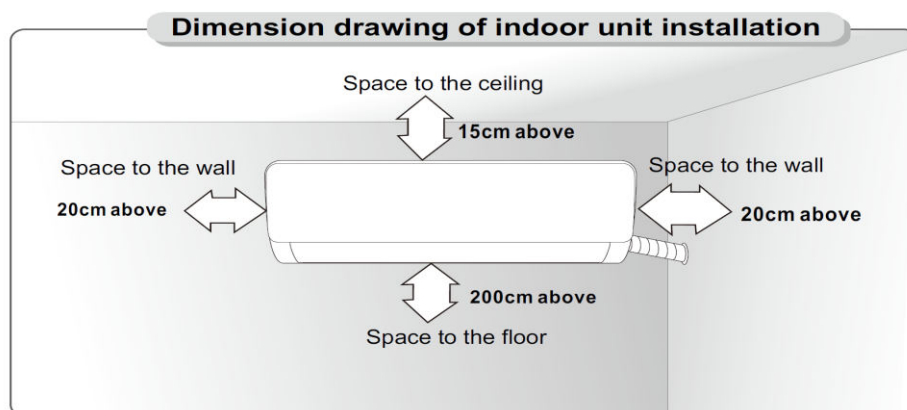 Dimension drawing of indoor unit installation
Space to the ceiling
15cm above
Space to the wall
20cm above
Space to the wall
20cm above
200cm above
Space to the floor